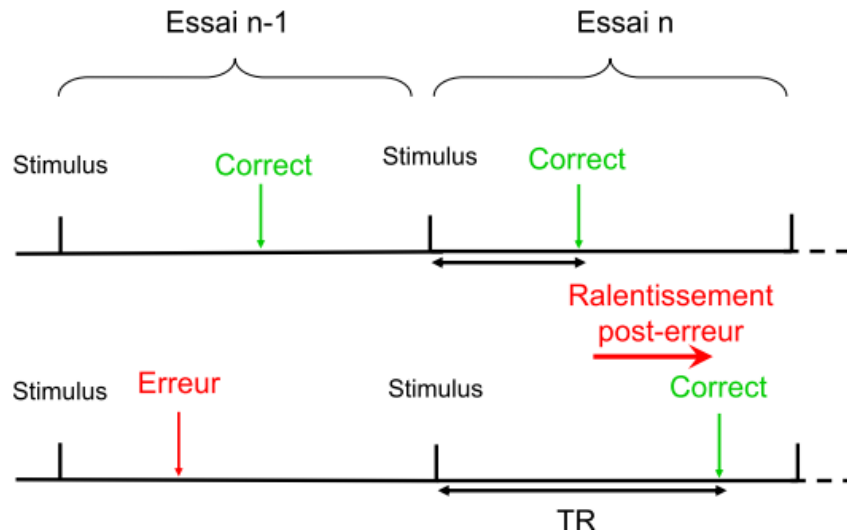 Essai n-1
Essai n
Stimulus
Correct
Stimulus
Correct
Ralentissement
post-erreur
Stimulus
Erreur
Stimulus
Correct
TR